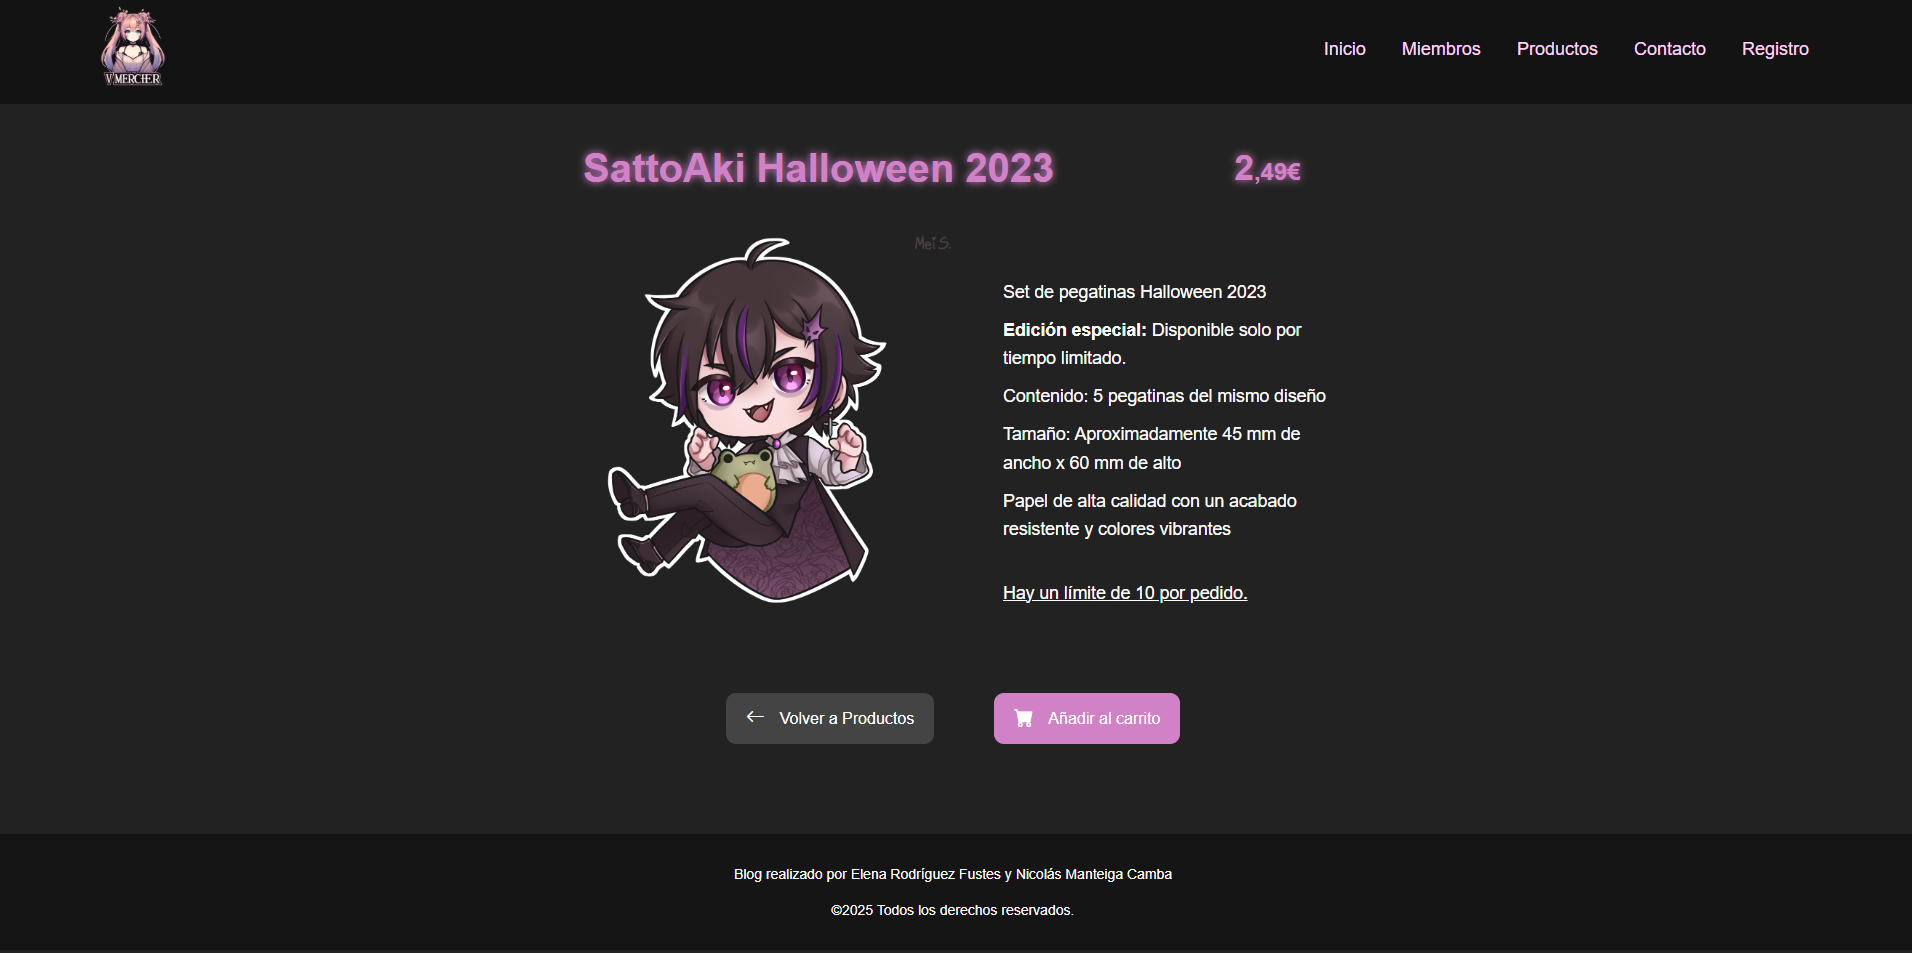 V'MERCHER
Inicio
Miembros
Productos
Contacto
Registro
SattoAki Halloween 2023
2,49€
Mei S.
Set de pegatinas Halloween 2023
Edición especial: Disponible solo por
tiempo limitado.
Contenido: 5 pegatinas del mismo diseño
Tamaño: Aproximadamente 45 mm de
ancho x 60 mm de alto
Papel de alta calidad con un acabado
resistente y colores vibrantes
Hay un límite de 10 por pedido.
Volver a Productos
Añadir al carrito
Blog realizado por Elena Rodríguez Fustes y Nicolás Manteiga Camba
©2025 Todos los derechos reservados.